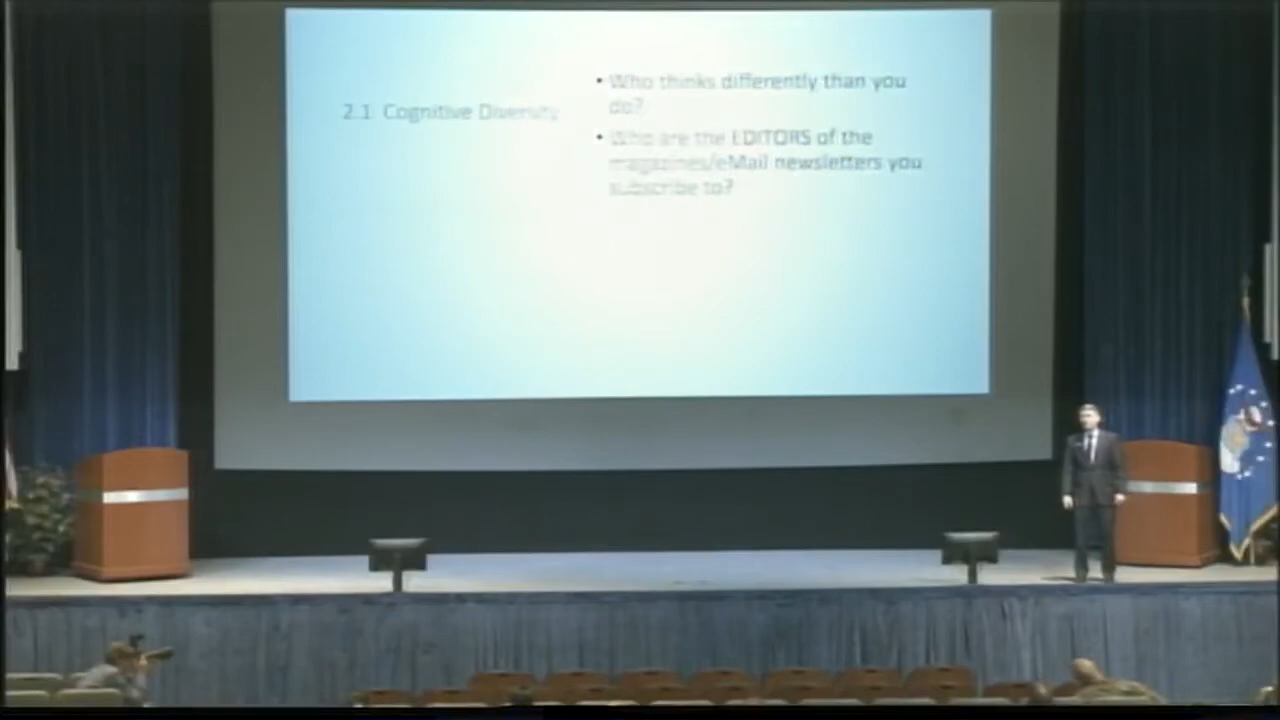 2.1 Cognitive Diversity
• Who thinks differently than you
do?
• Who are the EDITORS of the
magazines/eMail newsletters you
subscribe to?